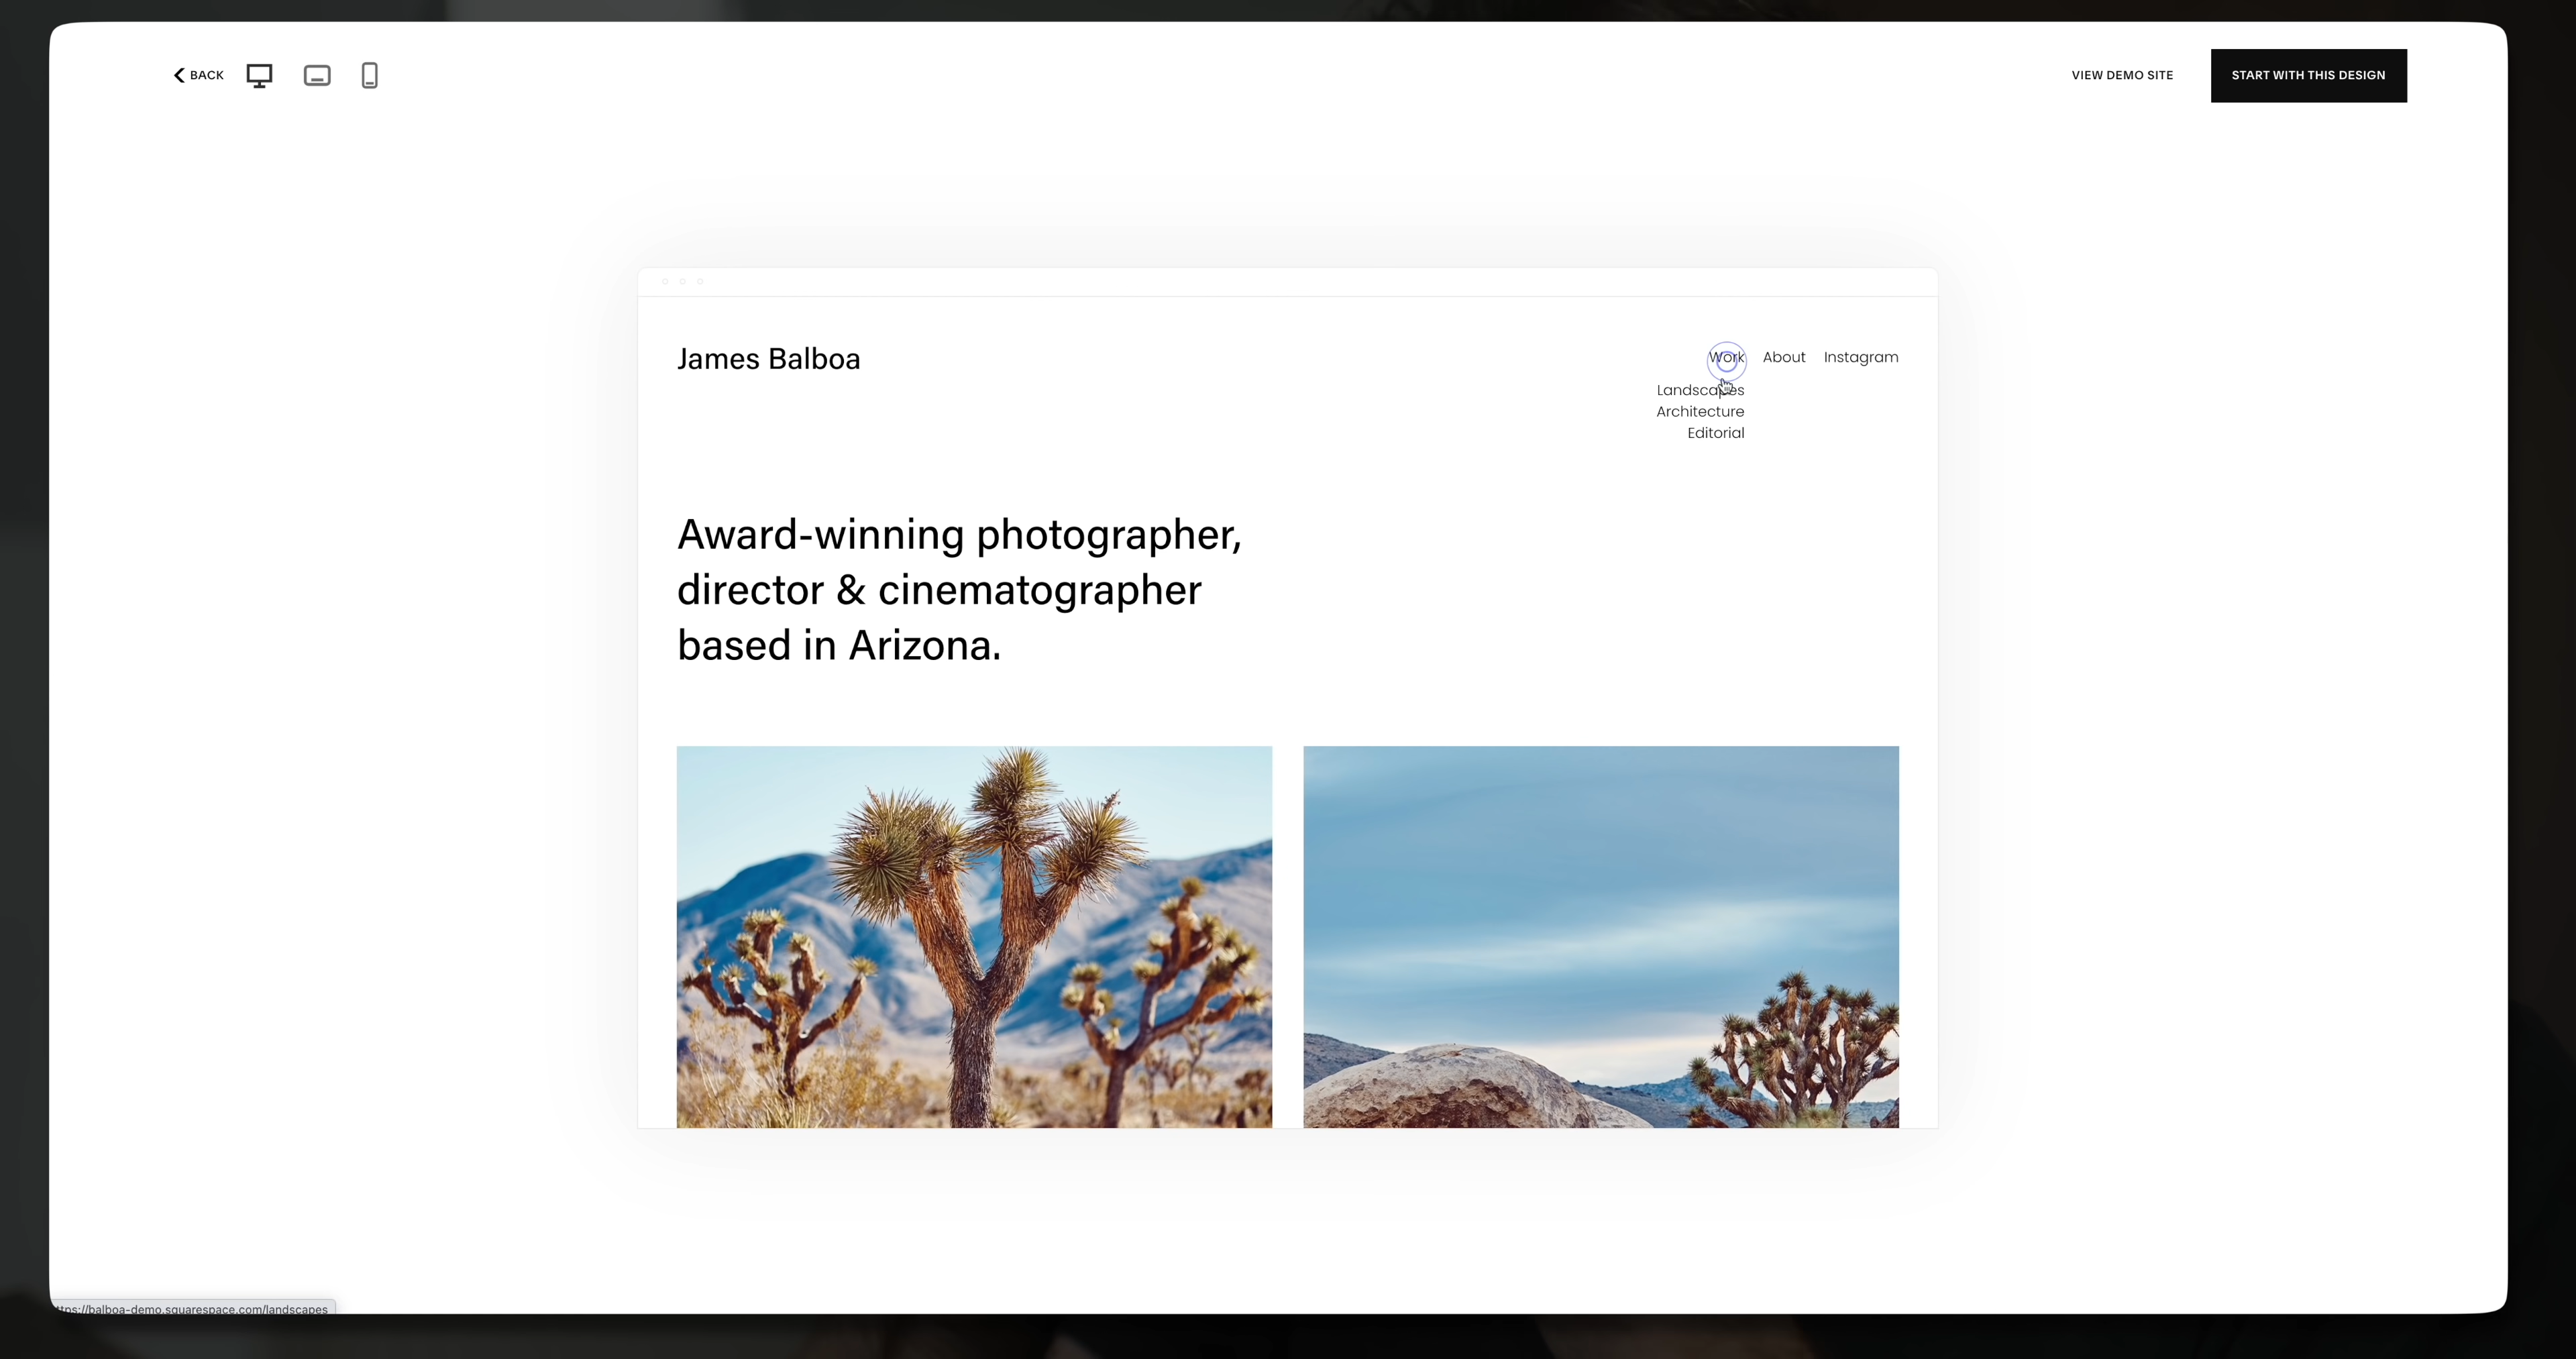 BACK
VIEW DEMO SITE
START WITH THIS DESIGN
James Balboa
Work
About
Instagram
Landscapes
Architecture
Editorial
Award-winning photographer,
director & cinematographer
based in Arizona.
ttps://balboa-demo.squarespace.com/landscapes